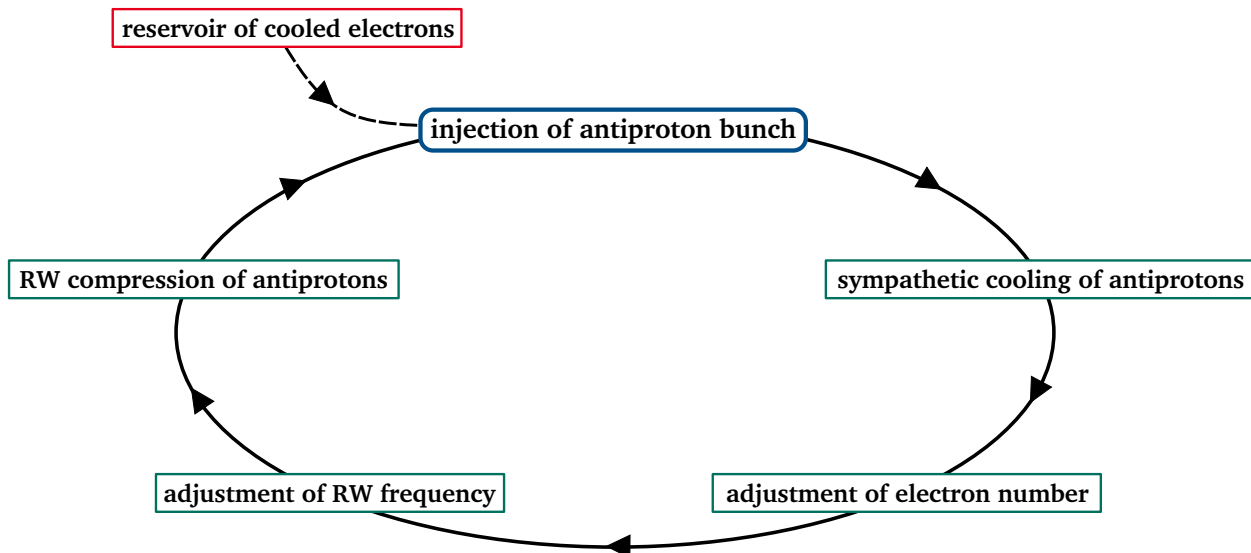 reservoir of cooled electrons
injection of antiproton bunch
RW compression of antiprotons
sympathetic cooling of antiprotons
adjustment of RW frequency
adjustment of electron number